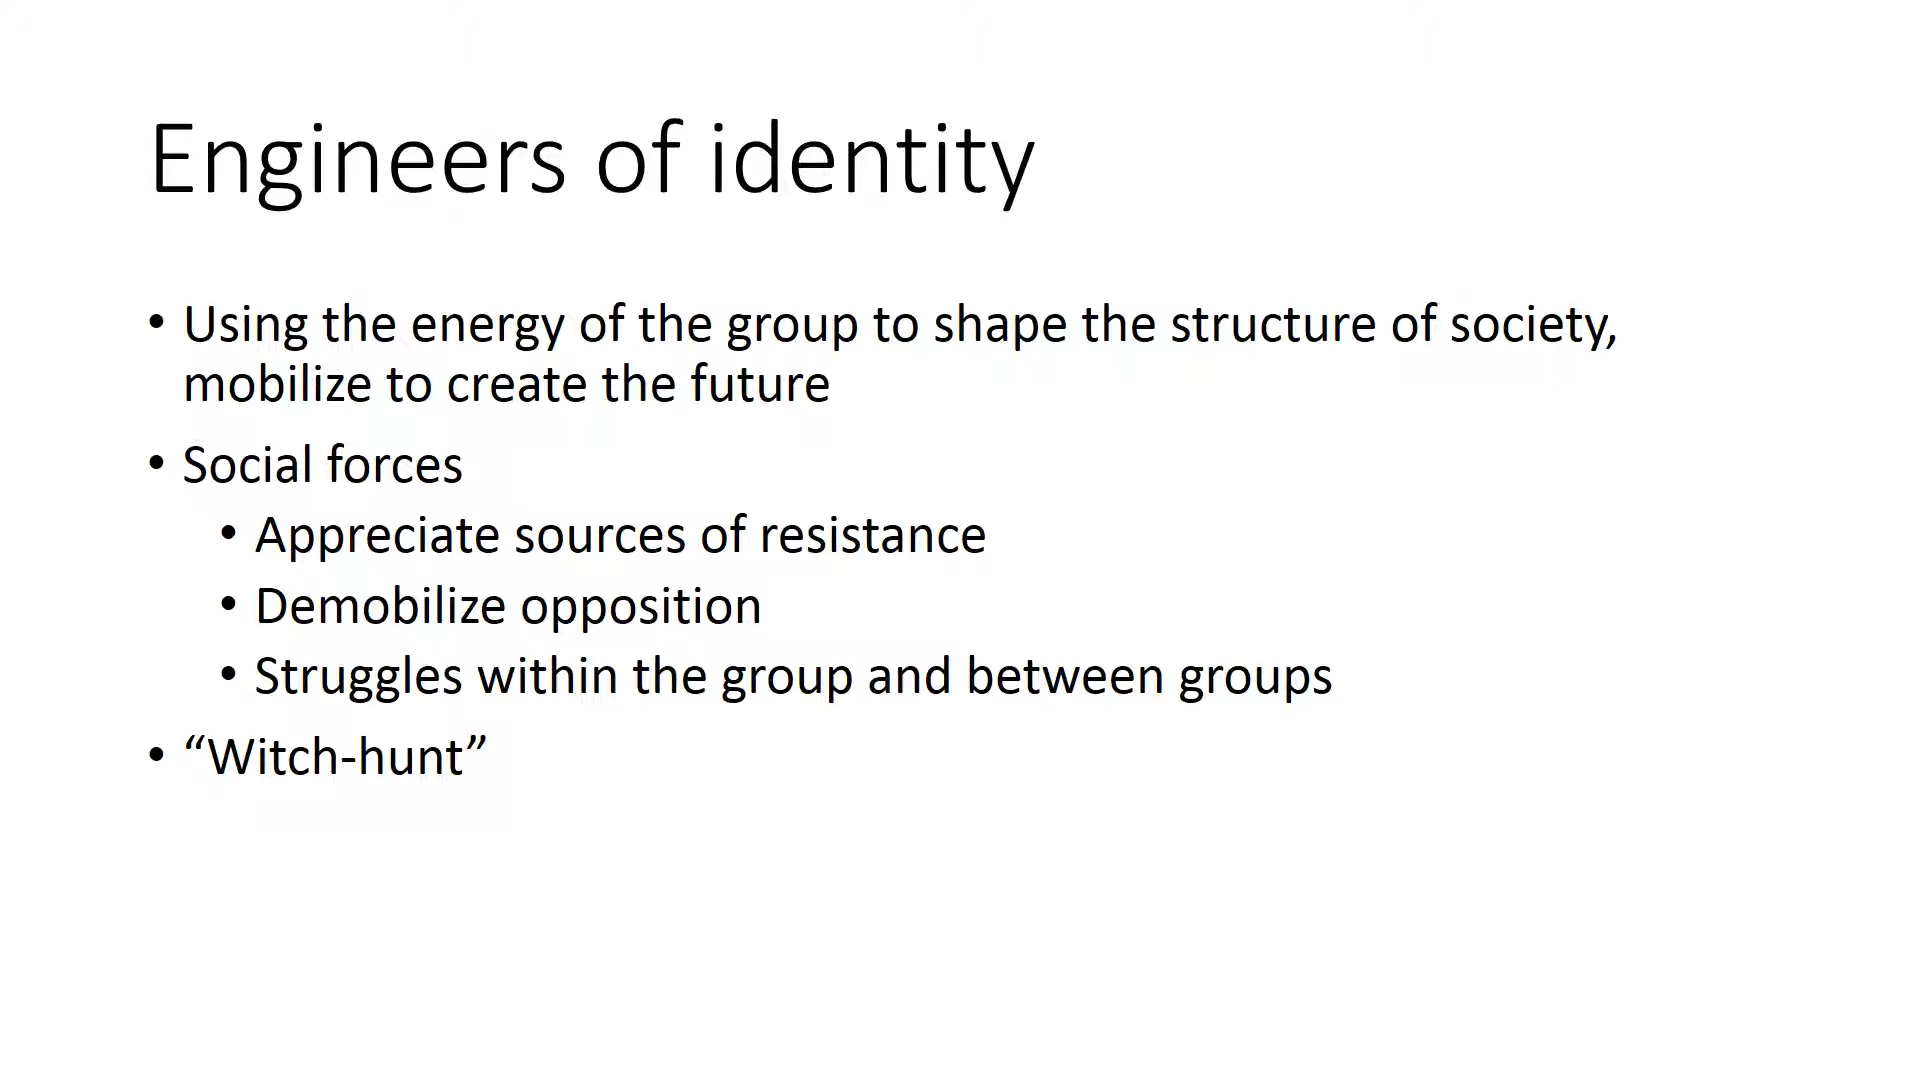 Engineers of identity
• Using the energy of the group to shape the structure of society,
mobilize to create the future
• Social forces
• Appreciate sources of resistance
• Demobilize opposition
• Struggles within the group and between groups
• “Witch-hunt”